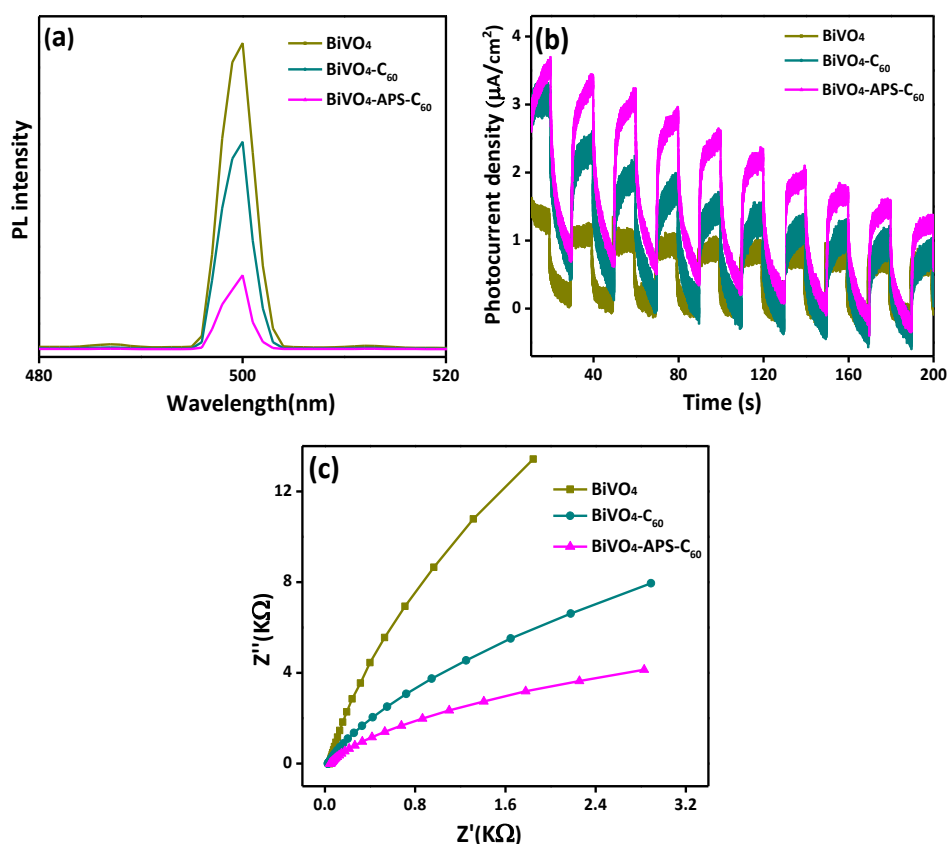 (a)
BiVO₄
BiVO₄-C₆₀
BiVO₄-APS-C₆₀
PL intensity
480
500
520
Wavelength(nm)
(b)
BiVO₄
BiVO₄-C₆₀
BiVO₄-APS-C₆₀
Photocurrent density (μA/cm²)
4
3
2
1
0
40
80
120
160
200
Time (s)
(c)
BiVO₄
BiVO₄-C₆₀
BiVO₄-APS-C₆₀
Z''(KΩ)
12
8
4
0
0.0
0.8
1.6
2.4
3.2
Z'(KΩ)